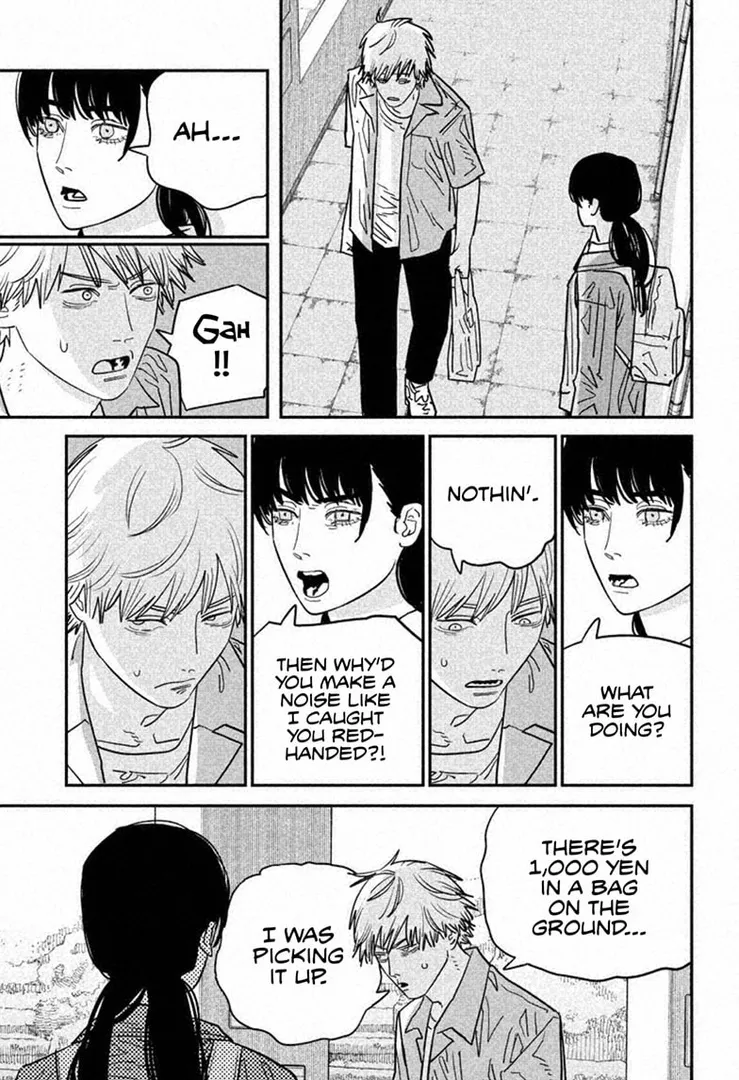 AH...
Gah
!!
WHAT
ARE YOU
DOING?
NOTHIN'.
THEN WHY'D
YOU MAKE A
NOISE LIKE
I CAUGHT
YOU RED-
HANDED?!
THERE'S
1,000 YEN
IN A BAG
ON THE
GROUND...
I WAS
PICKING
IT UP.